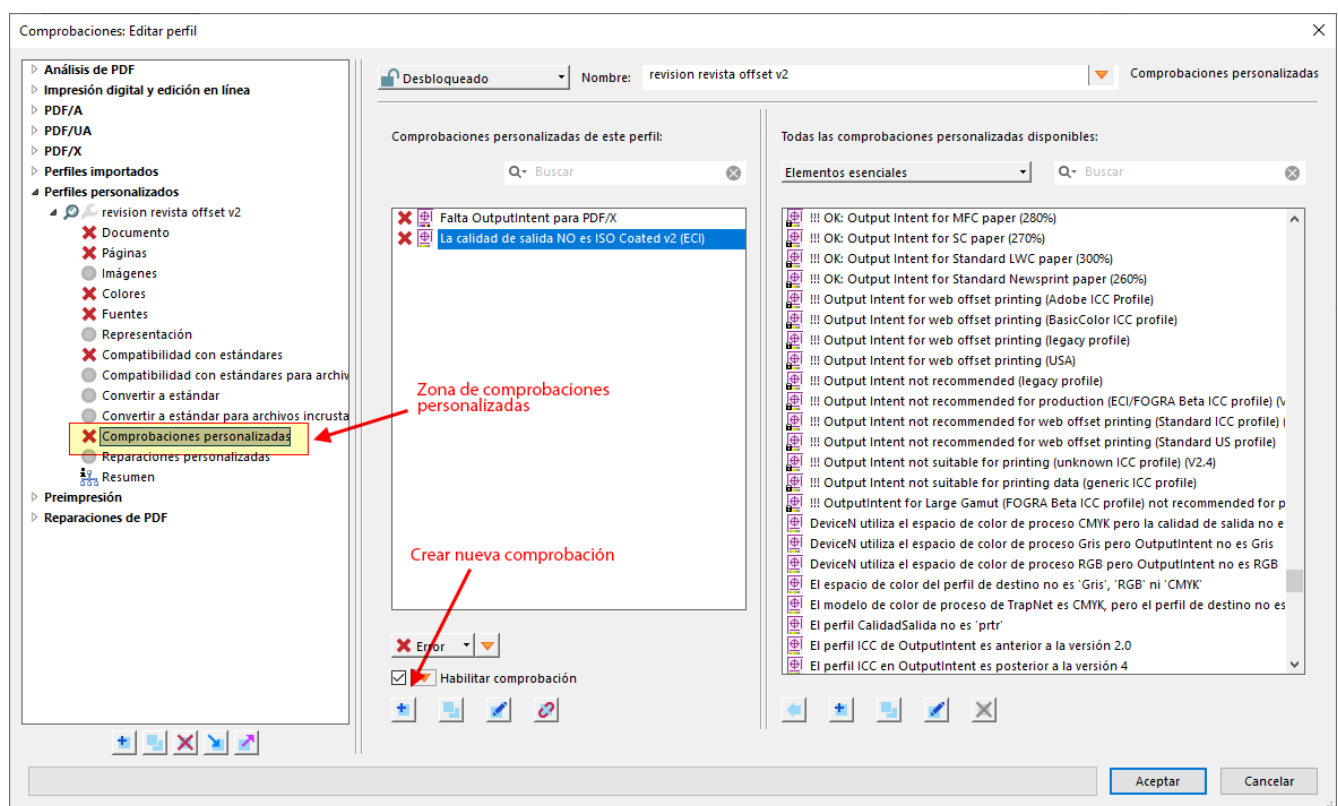 Comprobaciones: Editar perfil
Análisis de PDF
Impresión digital y edición en línea
PDF/A
PDF/UA
PDF/X
Perfiles importados
Perfiles personalizados
revision revista offset v2
Documento
Páginas
Imágenes
Colores
Fuentes
Representación
Compatibilidad con estándares
Compatibilidad con estándares para archiv
Convertir a estándar
Convertir a estándar para archivos incrusta
Comprobaciones personalizadas
Reparaciones personalizadas
Resumen
Preimpresión
Reparaciones de PDF
Desbloqueado
Nombre:
revision revista offset v2
Comprobaciones personalizadas
Comprobaciones personalizadas de este perfil:
Buscar
Falta OutputIntent para PDF/X
La calidad de salida NO es ISO Coated v2 (ECI)
Zona de comprobaciones
personalizadas
Crear nueva comprobación
Error
Habilitar comprobación
Todas las comprobaciones personalizadas disponibles:
Elementos esenciales
Buscar
!!! OK: Output Intent for MFC paper (280%)
!!! OK: Output Intent for SC paper (270%)
!!! OK: Output Intent for Standard LWC paper (300%)
!!! OK: Output Intent for Standard Newsprint paper (260%)
!!! Output Intent for web offset printing (Adobe ICC Profile)
!!! Output Intent for web offset printing (BasicColor ICC profile)
!!! Output Intent for web offset printing (legacy profile)
!!! Output Intent for web offset printing (USA)
!!! Output Intent not recommended (legacy profile)
!!! Output Intent not recommended for production (ECI/FOGRA Beta ICC profile) (V
!!! Output Intent not recommended for web offset printing (Standard ICC profile) (
!!! Output Intent not recommended for web offset printing (Standard US profile)
!!! Output Intent not suitable for printing (unknown ICC profile) (V2.4)
!!! Output Intent not suitable for printing data (generic ICC profile)
!!! OutputIntent for Large Gamut (FOGRA Beta ICC profile) not recommended for p
DeviceN utiliza el espacio de color de proceso CMYK pero la calidad de salida no e
DeviceN utiliza el espacio de color de proceso Gris pero OutputIntent no es Gris
DeviceN utiliza el espacio de color de proceso RGB pero OutputIntent no es RGB
El espacio de color del perfil de destino no es 'Gris', 'RGB' ni 'CMYK'
El modelo de color de proceso de TrapNet es CMYK, pero el perfil de destino no es
El perfil CalidadSalida no es 'prtr'
El perfil ICC de OutputIntent es anterior a la versión 2.0
El perfil ICC en OutputIntent es posterior a la versión 4
Aceptar
Cancelar